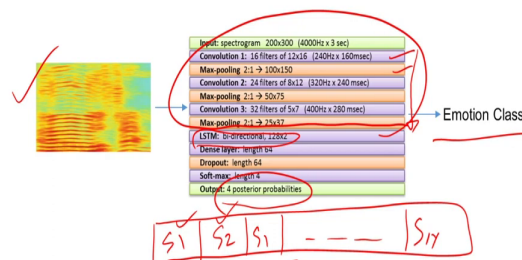 Input: spectrogram 200x300 (4000Hz x 3 sec)
Convolution 1: 16 filters of 12x16 (240Hz x 160msec)
Max-pooling 2:1 → 100x150
Convolution 2: 24 filters of 8x12 (320Hz x 240 msec)
Max-pooling 2:1 → 50x75
Convolution 3: 32 filters of 5x7 (400Hz x 280 msec)
Max-pooling 2:1 → 25x37
LSTM: bi-directional, 128x2
Dense layer: length 64
Dropout: length 64
Soft-max: length 4
Output: 4 posterior probabilities
Emotion Class
S1 | S2 | S1 | - - - - |